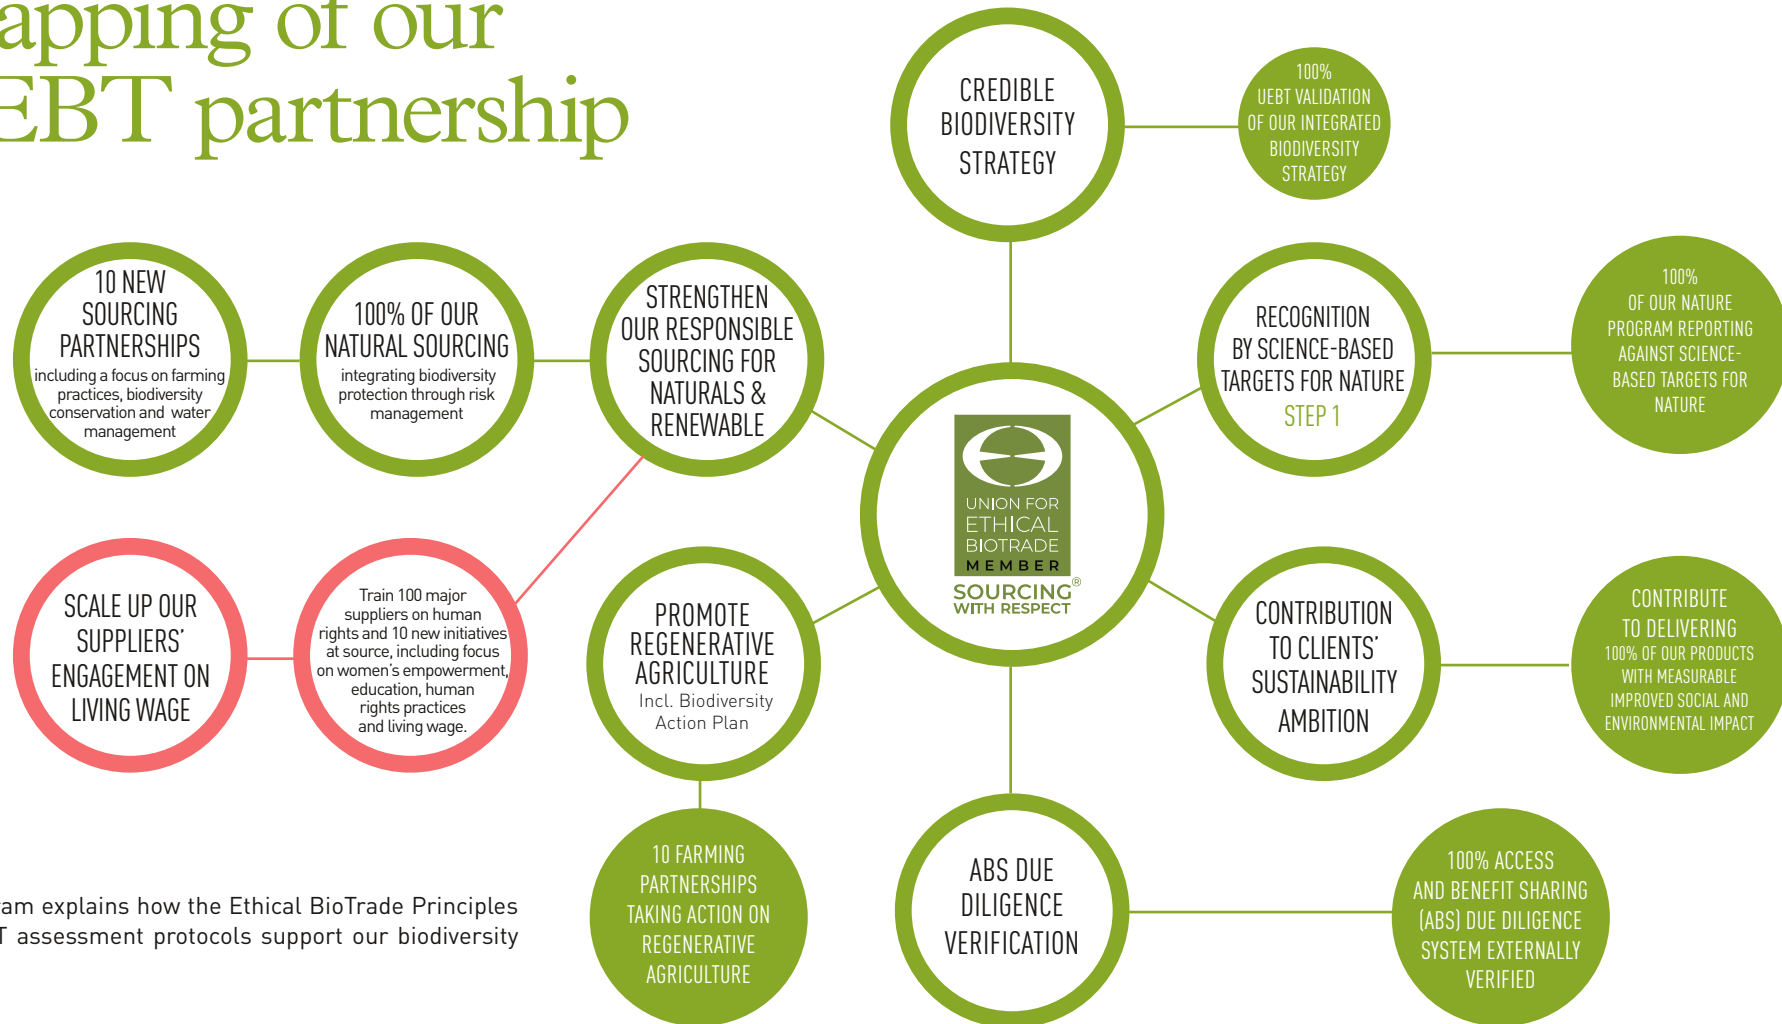 apping of our
EBT partnership
CREDIBLE
BIODIVERSITY
STRATEGY
100%
UEBT VALIDATION
OF OUR INTEGRATED
BIODIVERSITY
STRATEGY
10 NEW
SOURCING
PARTNERSHIPS
including a focus on farming
practices, biodiversity
conservation and water
management
100% OF OUR
NATURAL SOURCING
integrating biodiversity
protection through risk
management
STRENGTHEN
OUR RESPONSIBLE
SOURCING FOR
NATURALS &
RENEWABLE
RECOGNITION
BY SCIENCE-BASED
TARGETS FOR NATURE
STEP 1
100%
OF OUR NATURE
PROGRAM REPORTING
AGAINST SCIENCE-
BASED TARGETS FOR
NATURE
UNION FOR
ETHICAL
BIOTRADE
MEMBER
SOURCING®
WITH RESPECT
SCALE UP OUR
SUPPLIERS'
ENGAGEMENT ON
LIVING WAGE
Train 100 major
suppliers on human
rights and 10 new initiatives
at source, including focus
on women's empowerment,
education, human
rights practices
and living wage.
PROMOTE
REGENERATIVE
AGRICULTURE
Incl. Biodiversity
Action Plan
CONTRIBUTION
TO CLIENTS'
SUSTAINABILITY
AMBITION
CONTRIBUTE
TO DELIVERING
100% OF OUR PRODUCTS
WITH MEASURABLE
IMPROVED SOCIAL AND
ENVIRONMENTAL IMPACT
10 FARMING
PARTNERSHIPS
TAKING ACTION ON
REGENERATIVE
AGRICULTURE
ABS DUE
DILIGENCE
VERIFICATION
100% ACCESS
AND BENEFIT SHARING
(ABS) DUE DILIGENCE
SYSTEM EXTERNALLY
VERIFIED
am explains how the Ethical BioTrade Principles
T assessment protocols support our biodiversity